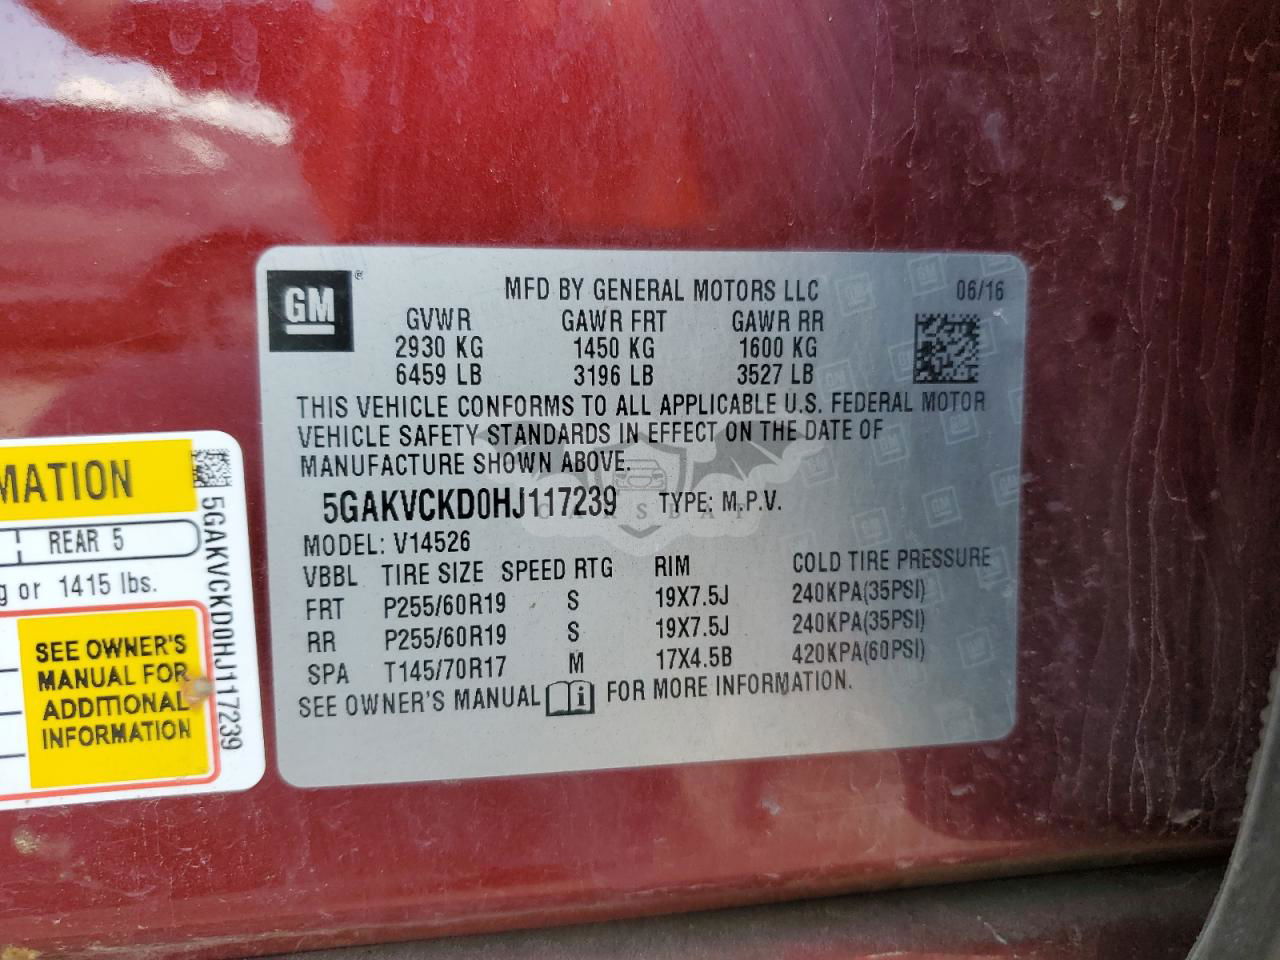 GM ®
MFD BY GENERAL MOTORS LLC 06/16
GVWR GAWR FRT GAWR RR
2930 KG 1450 KG 1600 KG
6459 LB 3196 LB 3527 LB
THIS VEHICLE CONFORMS TO ALL APPLICABLE U.S. FEDERAL MOTOR
VEHICLE SAFETY STANDARDS IN EFFECT ON THE DATE OF
MANUFACTURE SHOWN ABOVE.
5GAKVCKD0HJ117239 TYPE: M.P.V.
MODEL: V14526
VBBL TIRE SIZE SPEED RTG RIM COLD TIRE PRESSURE
FRT P255/60R19 S 19X7.5J 240KPA(35PSI)
RR P255/60R19 S 19X7.5J 240KPA(35PSI)
SPA T145/70R17 M 17X4.5B 420KPA(60PSI)
SEE OWNER'S MANUAL i FOR MORE INFORMATION.
MATION
REAR 5
g or 1415 lbs.
SEE OWNER'S
MANUAL FOR
ADDITIONAL
INFORMATION
5GAKVCKD0HJ117239